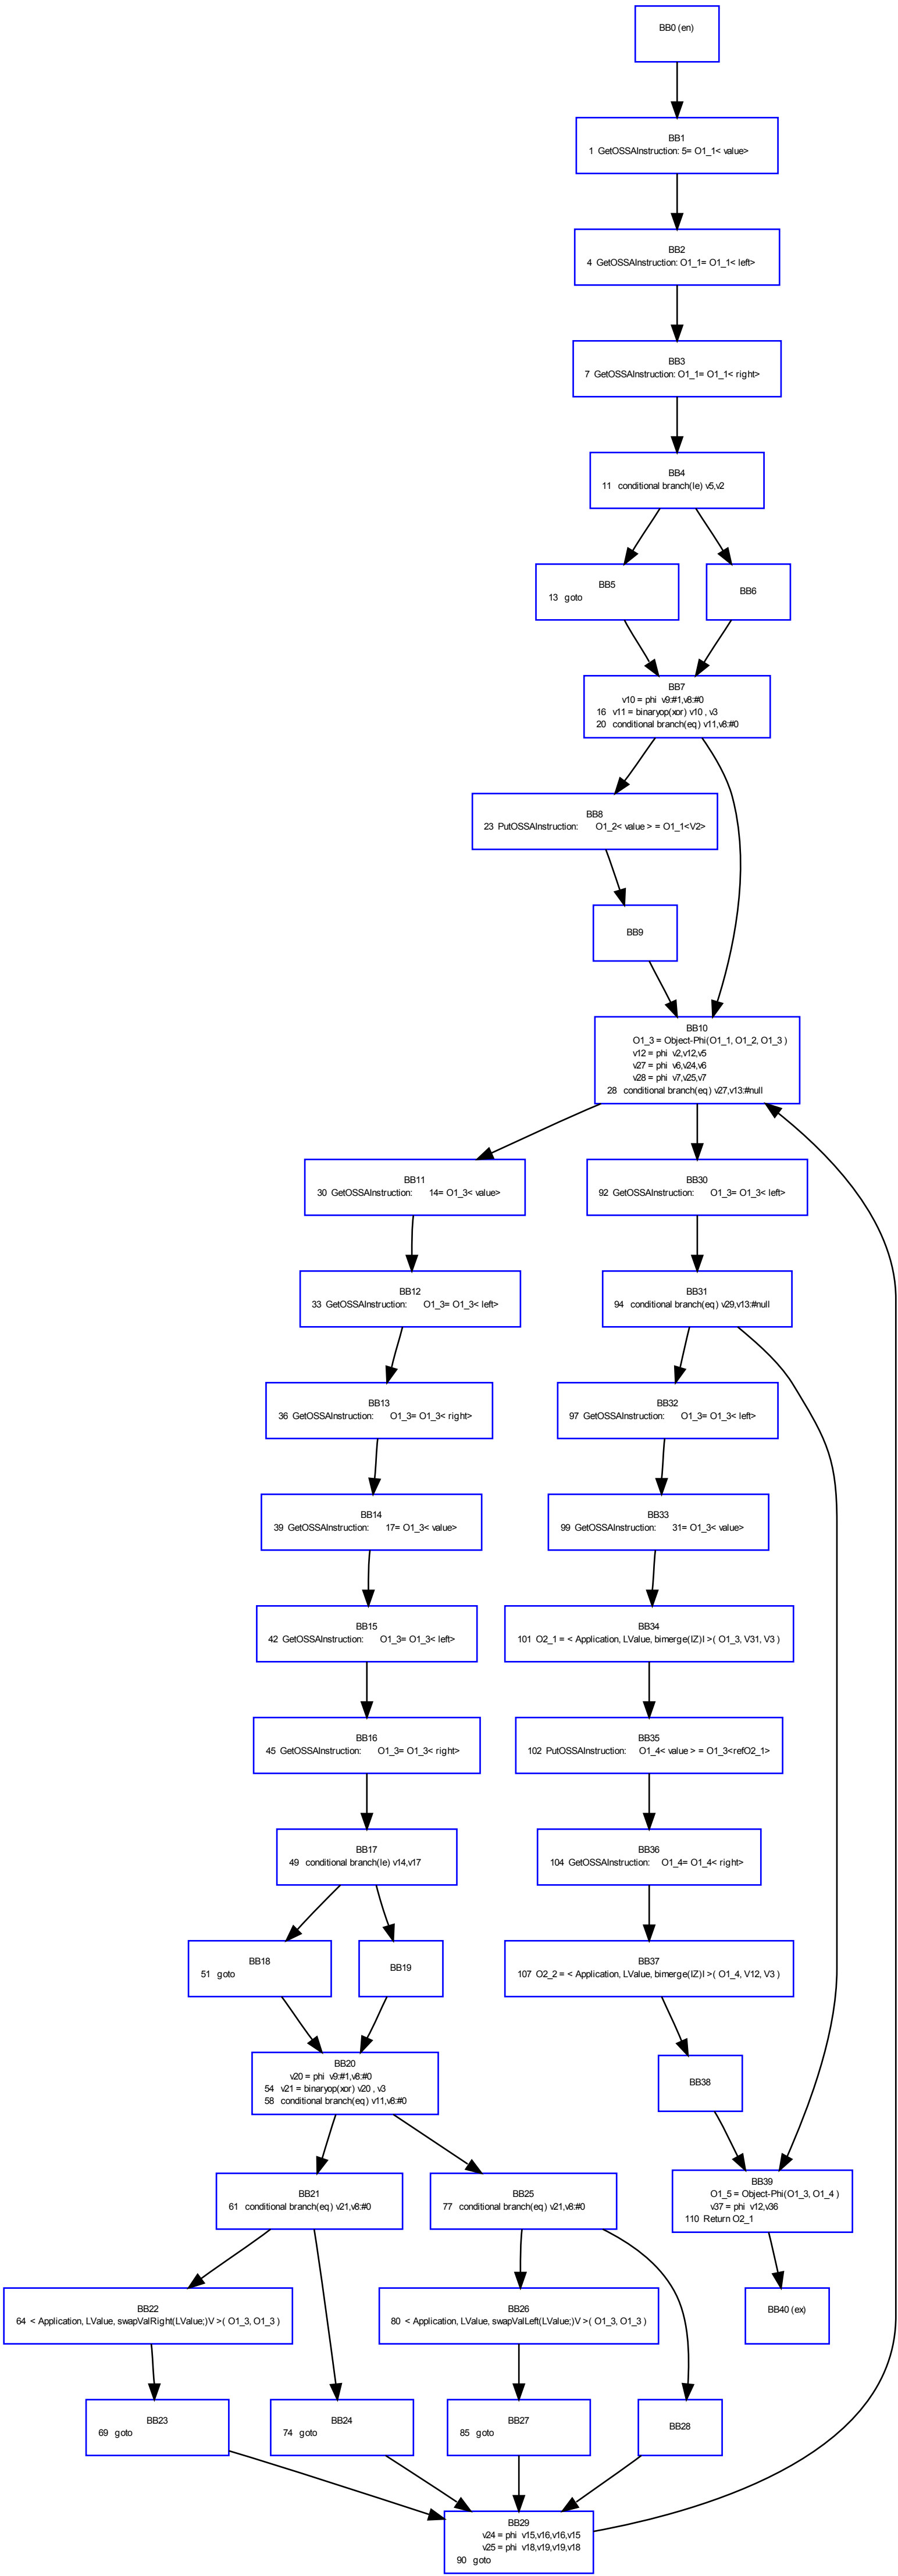 BB0 (en)
BB1
1 GetOSSAInstruction: 5= O1_1< value>
BB2
4 GetOSSAInstruction: O1_1= O1_1< left>
BB3
7 GetOSSAInstruction: O1_1= O1_1< right>
BB4
11 conditional branch(le) v5,v2
BB5
13 goto
BB6
BB7
v10 = phi v9:#1,v8:#0
16 v11 = binaryop(xor) v10 , v3
20 conditional branch(eq) v11,v8:#0
BB8
23 PutOSSAInstruction: O1_2< value > = O1_1<V2>
BB9
BB10
O1_3 = Object-Phi(O1_1, O1_2, O1_3 )
v12 = phi v2,v12,v5
v27 = phi v6,v24,v6
v28 = phi v7,v25,v7
28 conditional branch(eq) v27,v13:#null
BB11
30 GetOSSAInstruction: 14= O1_3< value>
BB30
92 GetOSSAInstruction: O1_3= O1_3< left>
BB12
33 GetOSSAInstruction: O1_3= O1_3< left>
BB31
94 conditional branch(eq) v29,v13:#null
BB13
36 GetOSSAInstruction: O1_3= O1_3< right>
BB32
97 GetOSSAInstruction: O1_3= O1_3< left>
BB14
39 GetOSSAInstruction: 17= O1_3< value>
BB33
99 GetOSSAInstruction: 31= O1_3< value>
BB15
42 GetOSSAInstruction: O1_3= O1_3< left>
BB34
101 O2_1 = < Application, LValue, bimerge(IZ)I >( O1_3, V31, V3 )
BB16
45 GetOSSAInstruction: O1_3= O1_3< right>
BB35
102 PutOSSAInstruction: O1_4< value > = O1_3<refO2_1>
BB17
49 conditional branch(le) v14,v17
BB36
104 GetOSSAInstruction: O1_4= O1_4< right>
BB18
51 goto
BB19
BB37
107 O2_2 = < Application, LValue, bimerge(IZ)I >( O1_4, V12, V3 )
BB20
v20 = phi v9:#1,v8:#0
54 v21 = binaryop(xor) v20 , v3
58 conditional branch(eq) v11,v8:#0
BB38
BB21
61 conditional branch(eq) v21,v8:#0
BB25
77 conditional branch(eq) v21,v8:#0
BB39
O1_5 = Object-Phi(O1_3, O1_4 )
v37 = phi v12,v36
110 Return O2_1
BB22
64 < Application, LValue, swapValRight(LValue;)V >( O1_3, O1_3 )
BB26
80 < Application, LValue, swapValLeft(LValue;)V >( O1_3, O1_3 )
BB40 (ex)
BB23
69 goto
BB24
74 goto
BB27
85 goto
BB28
BB29
v24 = phi v15,v16,v16,v15
v25 = phi v18,v19,v19,v18
90 goto